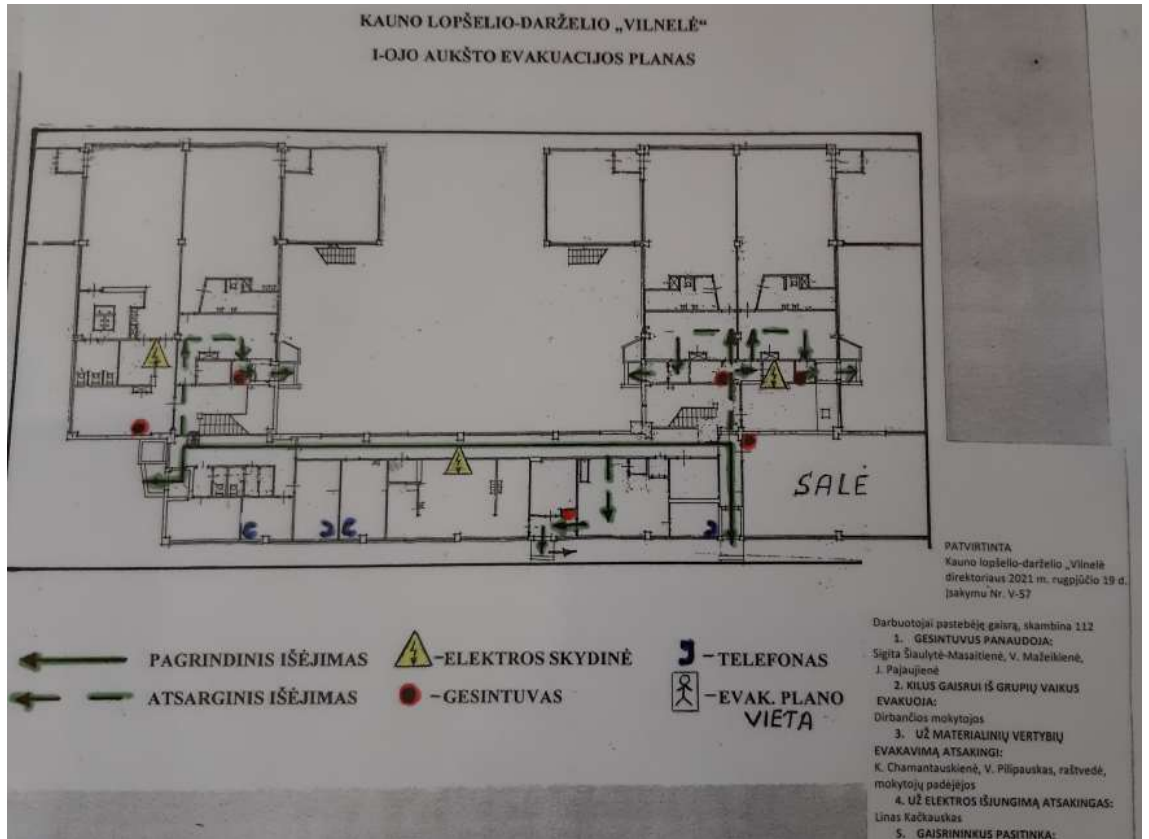 KAUNO LOPŠELIO-DARŽELIO „VILNELĖ“
I-OJO AUKŠTO EVAKUACIJOS PLANAS
SALĖ
PATVIRTINTA
Kauno lopšelio-darželio „Vilnelė
direktoriaus 2021 m. rugpjūčio 19 d.
įsakymu Nr. V-57
PAGRINDINIS IŠĖJIMAS
ATSARGINIS IŠĖJIMAS
-ELEKTROS SKYDINĖ
- GESINTUVAS
- TELEFONAS
-EVAK. PLANO
VIETA
Darbuotojai pastebėję gaisrą, skambina 112
1. GESINTUVUS PANAUDOJA:
Sigita Šiaulytė-Masaitienė, V. Mažeikienė,
J. Pajaujienė
2. KILUS GAISRUI IŠ GRUPIŲ VAIKUS
EVAKUOJA:
Dirbančios mokytojos
3. UŽ MATERIALINIŲ VERTYBIŲ
EVAKAVIMĄ ATSAKINGI:
K. Chamantauskienė, V. Pilipauskas, raštvedė,
mokytojų padėjėjos
4. UŽ ELEKTROS IŠJUNGIMĄ ATSAKINGAS:
Linas Kačkauskas
5. GAISRININKUS PASITINKA: